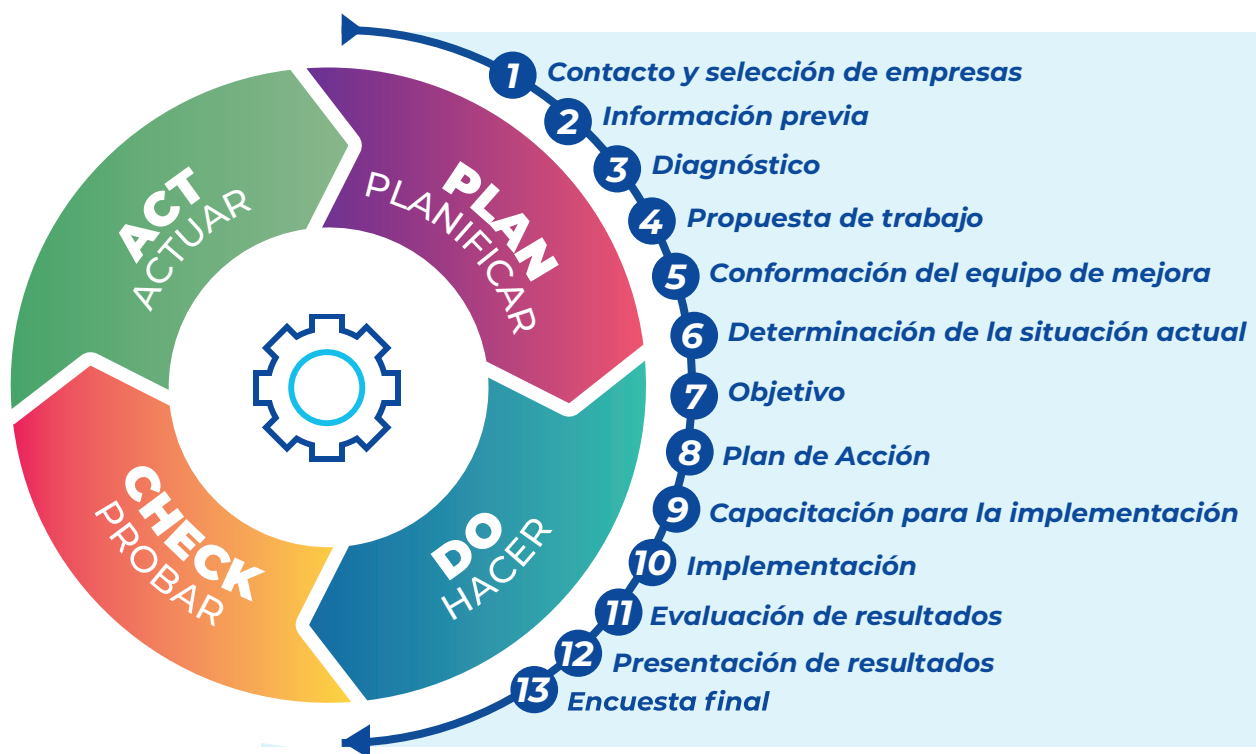 ACT
ACTUAR
PLAN
PLANIFICAR
CHECK
PROBAR
DO
HACER
1 Contacto y selección de empresas
2 Información previa
3 Diagnóstico
4 Propuesta de trabajo
5 Conformación del equipo de mejora
6 Determinación de la situación actual
7 Objetivo
8 Plan de Acción
9 Capacitación para la implementación
10 Implementación
11 Evaluación de resultados
12 Presentación de resultados
13 Encuesta final